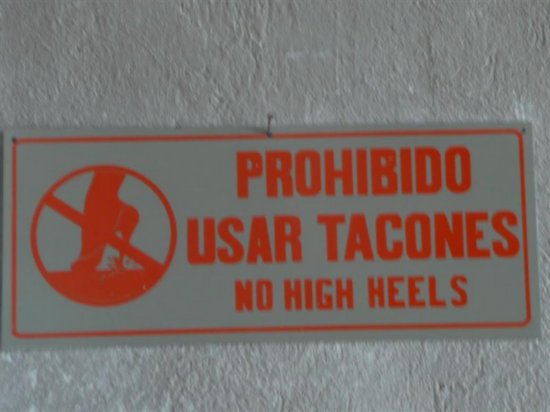 PROHIBIDO
USAR TACONES
NO HIGH HEELS